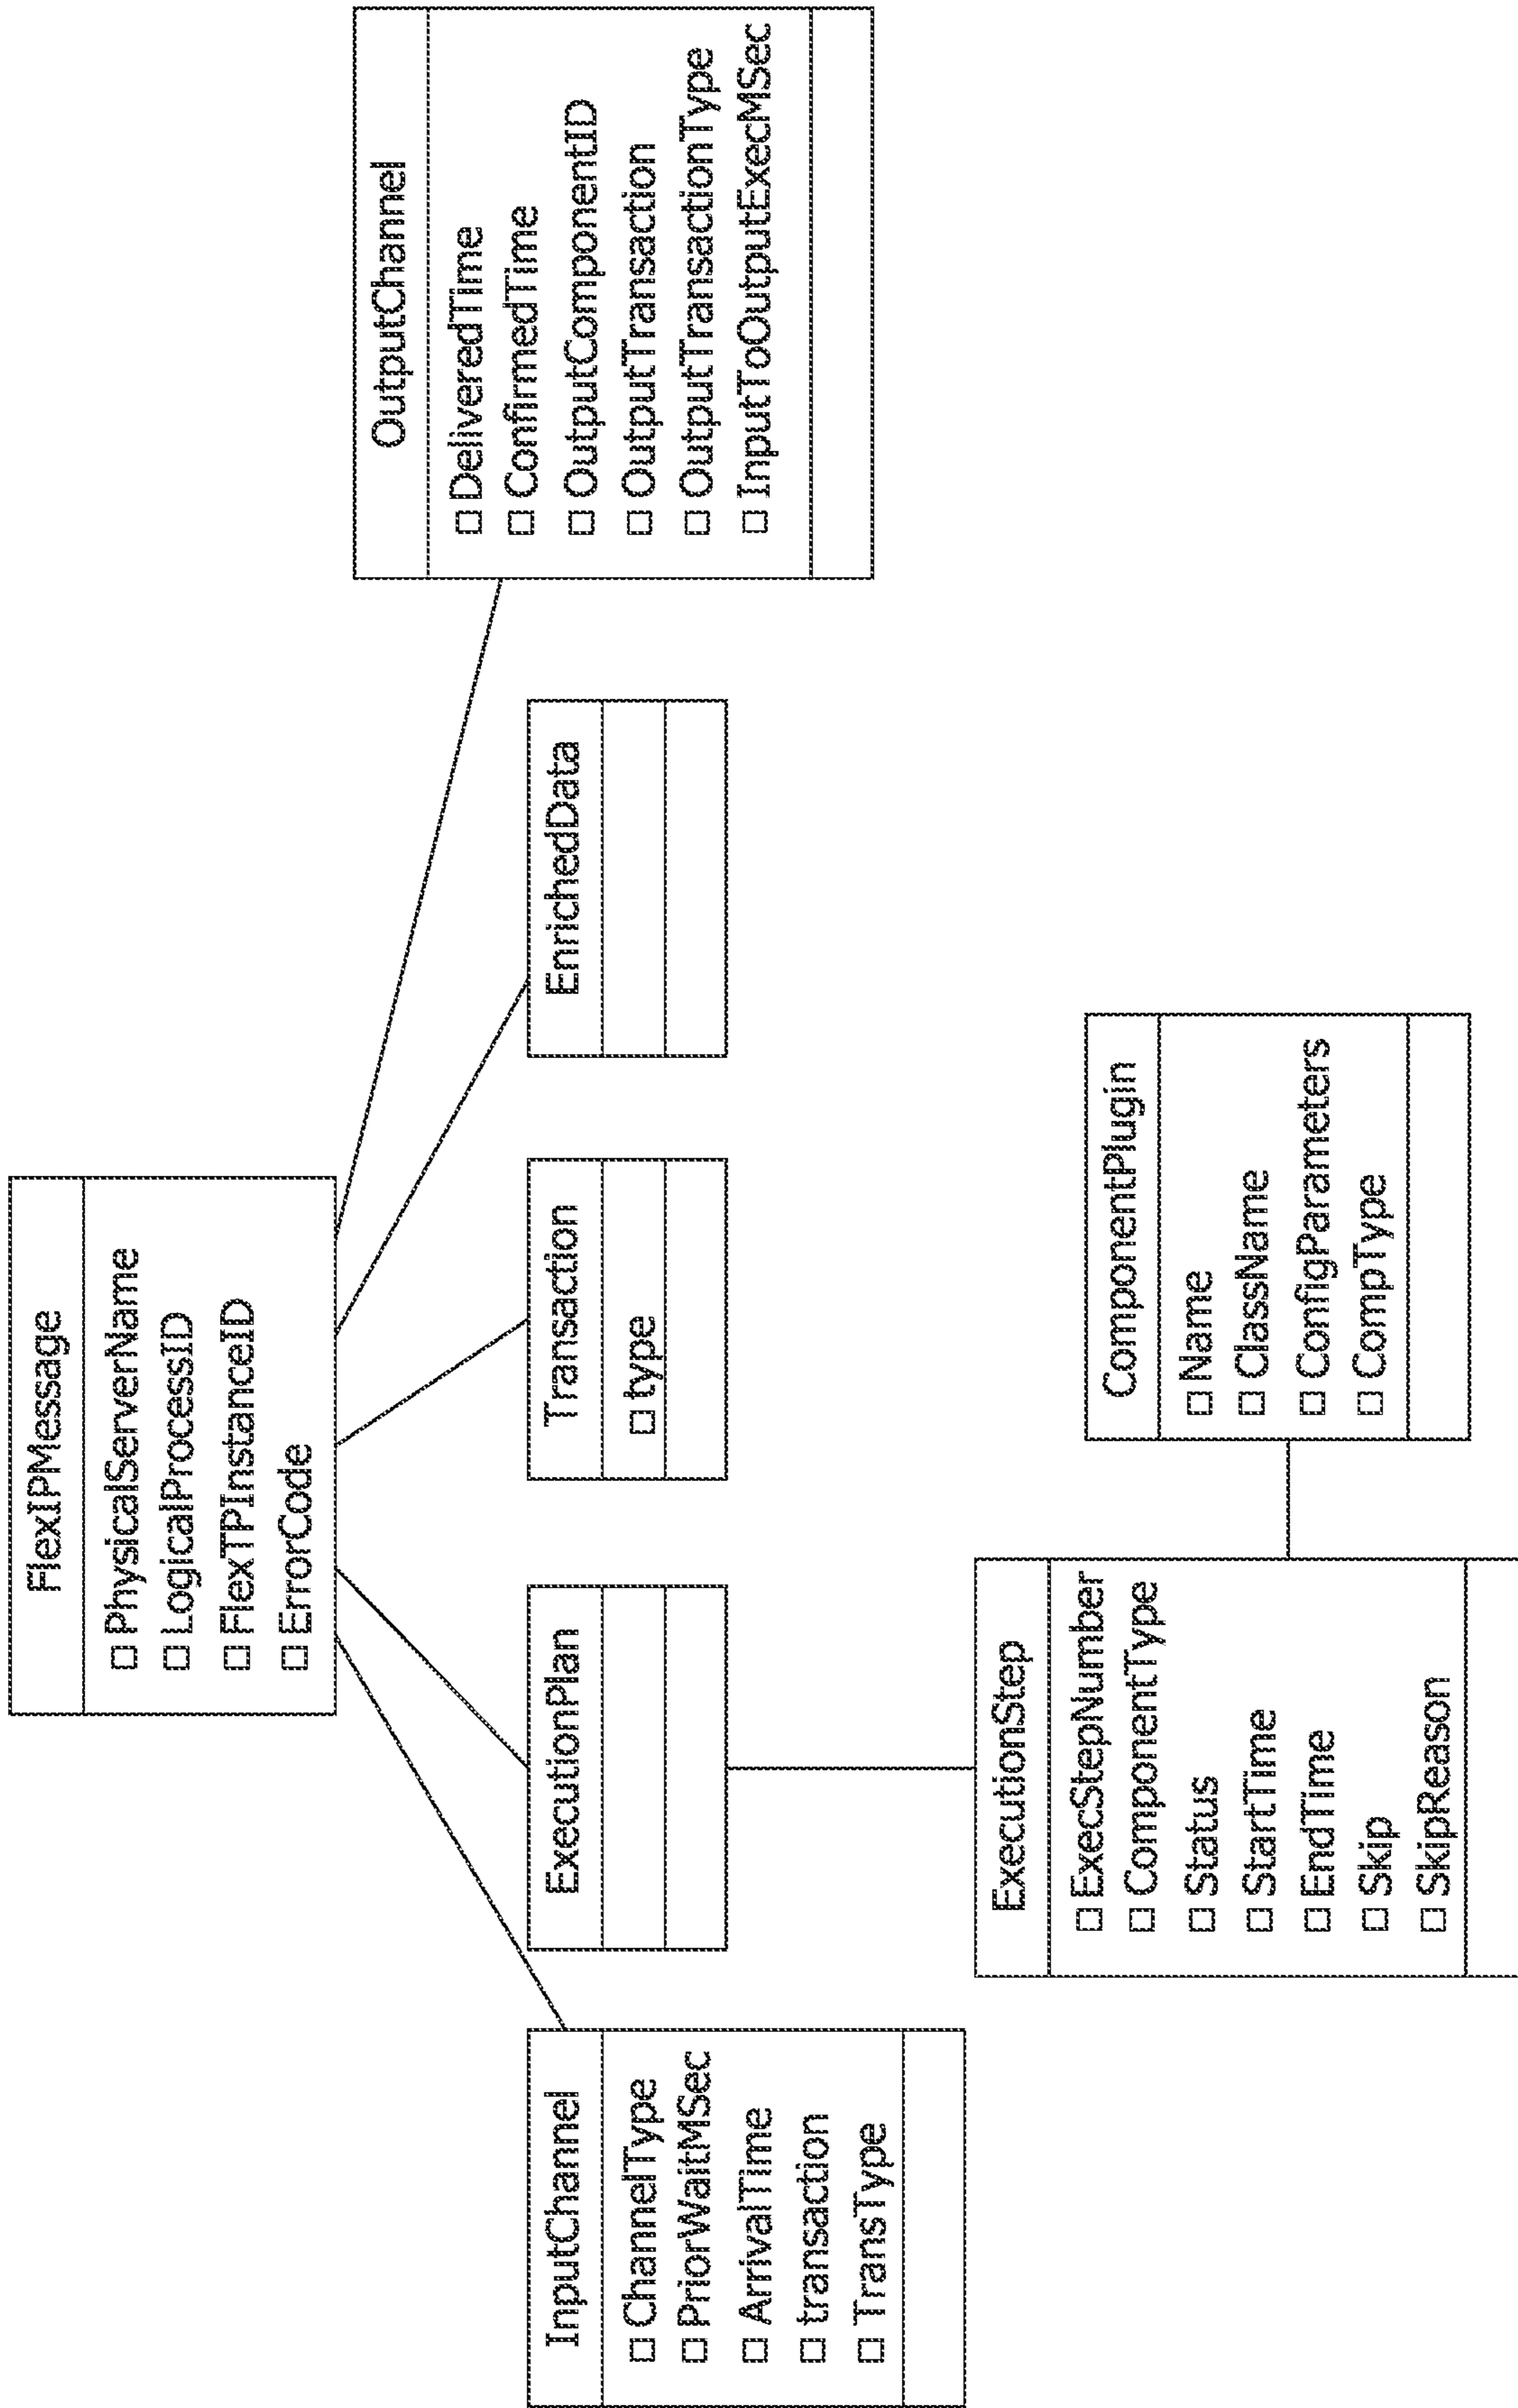 FlexIPMessage
PhysicalServerName
LogicalProcessID
FlexTPInstanceID
ErrorCode
InputChannel
ChannelType
PriorWaitMSec
ArrivalTime
transaction
TransType
ExecutionPlan
Transaction
type
EnrichedData
OutputChannel
DeliveredTime
ConfirmedTime
OutputComponentID
OutputTransaction
OutputTransactionType
InputToOutputExecMSec
ExecutionStep
ExecStepNumber
ComponentType
Status
StartTime
EndTime
Skip
SkipReason
ComponentPlugin
Name
ClassName
ConfigParameters
CompType